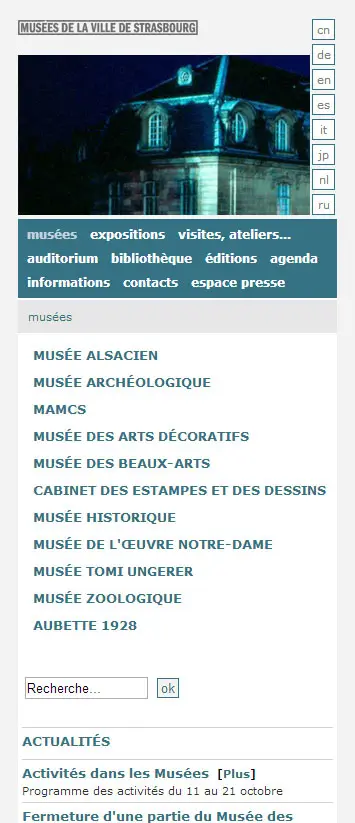 MUSEES DE LA VILLE DE STRASBOURG
cn
de
en
es
it
jp
nl
ru
musées expositions visites, ateliers...
auditorium bibliothèque éditions agenda
informations contacts espace presse
musées
MUSÉE ALSACIEN
MUSÉE ARCHÉOLOGIQUE
MAMCS
MUSÉE DES ARTS DÉCORATIFS
MUSÉE DES BEAUX-ARTS
CABINET DES ESTAMPES ET DES DESSINS
MUSÉE HISTORIQUE
MUSÉE DE L'ŒUVRE NOTRE-DAME
MUSÉE TOMI UNGERER
MUSÉE ZOOLOGIQUE
AUBETTE 1928
Recherche... ok
ACTUALITÉS
Activités dans les Musées [Plus]
Programme des activités du 11 au 21 octobre
Fermeture d'une partie du Musée des